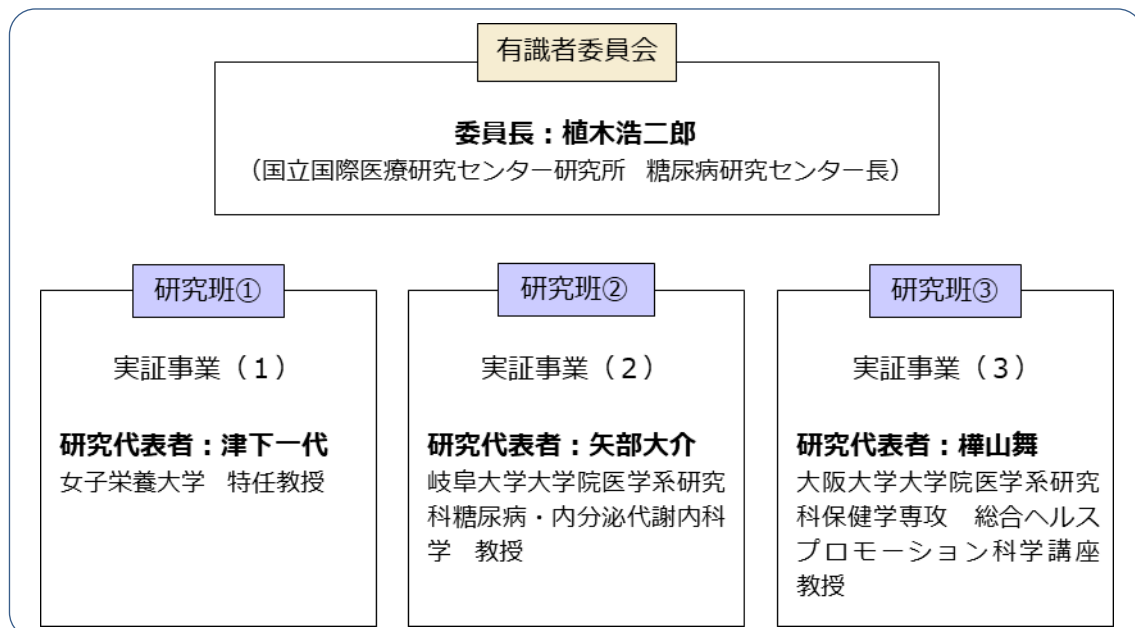 有識者委員会
委員長：植木浩二郎
（国立国際医療研究センター研究所　糖尿病研究センター長）
研究班①
実証事業（１）
研究代表者：津下一代
女子栄養大学　特任教授
研究班②
実証事業（２）
研究代表者：矢部大介
岐阜大学大学院医学系研究
科糖尿病・内分泌代謝内科
学　教授
研究班③
実証事業（３）
研究代表者：樺山舞
大阪大学大学院医学系研究
科保健学専攻　総合ヘルス
プロモーション科学講座
教授